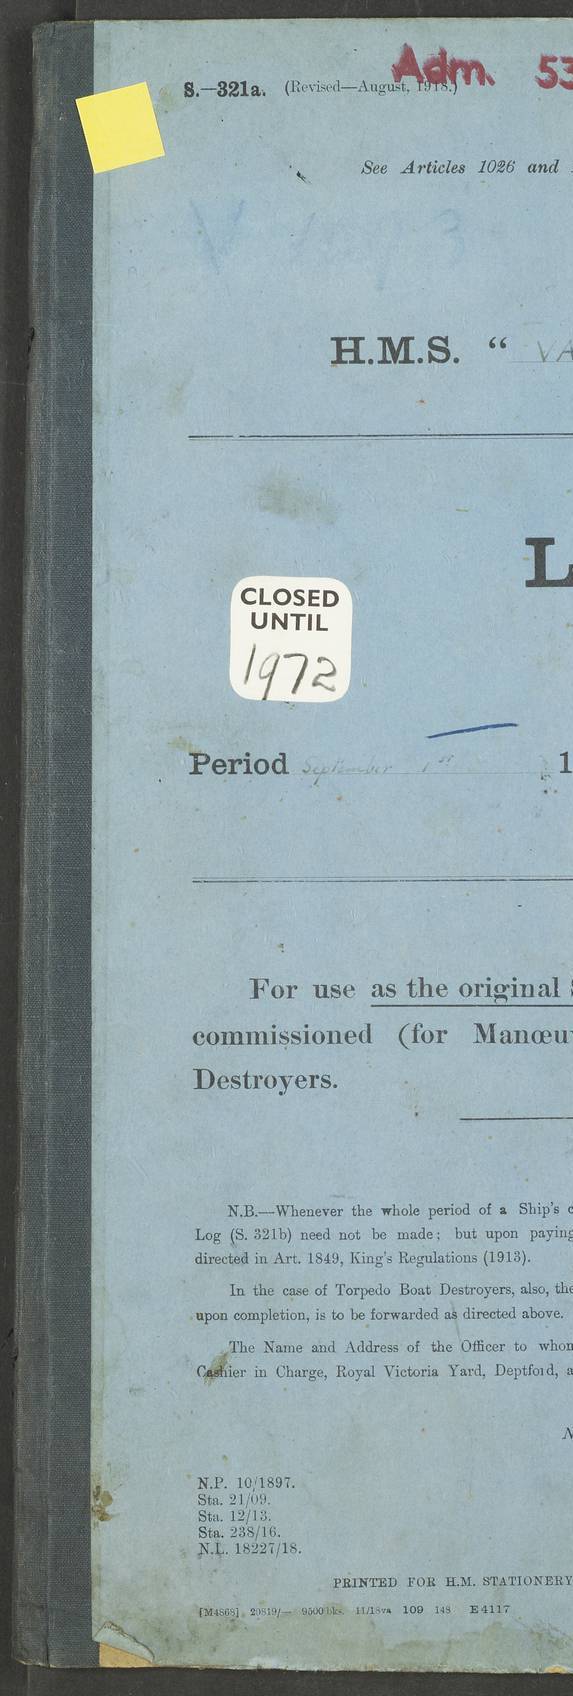 Adm. 53
S.—321a. (Revised—August, 1918.)
See Articles 1026 and
H.M.S. “ VA
L
CLOSED
UNTIL
1972
Period September 1st 1
For use as the original
commissioned (for Manœu
Destroyers.
N.B.—Whenever the whole period of a Ship's c
Log (S. 321b) need not be made; but upon paying
directed in Art. 1849, King's Regulations (1913).
In the case of Torpedo Boat Destroyers, also, the
upon completion, is to be forwarded as directed above.
The Name and Address of the Officer to whom
Cashier in Charge, Royal Victoria Yard, Deptford, a
N
N.P. 10/1897.
Sta. 21/09.
Sta. 12/13.
Sta. 238/16.
N.L. 18227/18.
PRINTED FOR H.M. STATIONERY
[M4868] 20819/— 9500 bks. 11/18va 109 148 E 4117